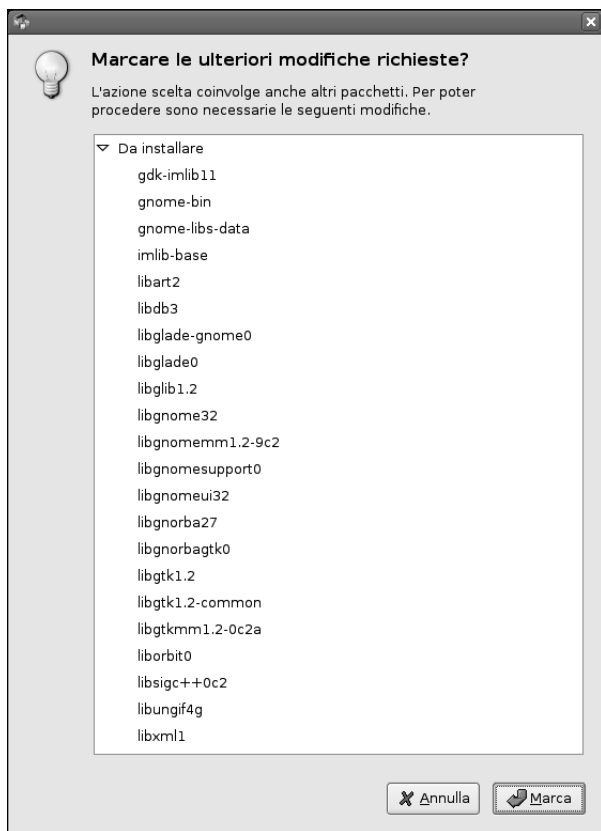 Marcare le ulteriori modifiche richieste?
L'azione scelta coinvolge anche altri pacchetti. Per poter
procedere sono necessarie le seguenti modifiche.
Da installare
gdk-imlib11
gnome-bin
gnome-libs-data
imlib-base
libart2
libdb3
libglade-gnome0
libglade0
libglib1.2
libgnome32
libgnomemm1.2-9c2
libgnomesupport0
libgnomeui32
libgnorba27
libgnorbagtk0
libgtk1.2
libgtk1.2-common
libgtkmm1.2-0c2a
liborbit0
libsigc++0c2
libungif4g
libxml1
Annulla
Marca